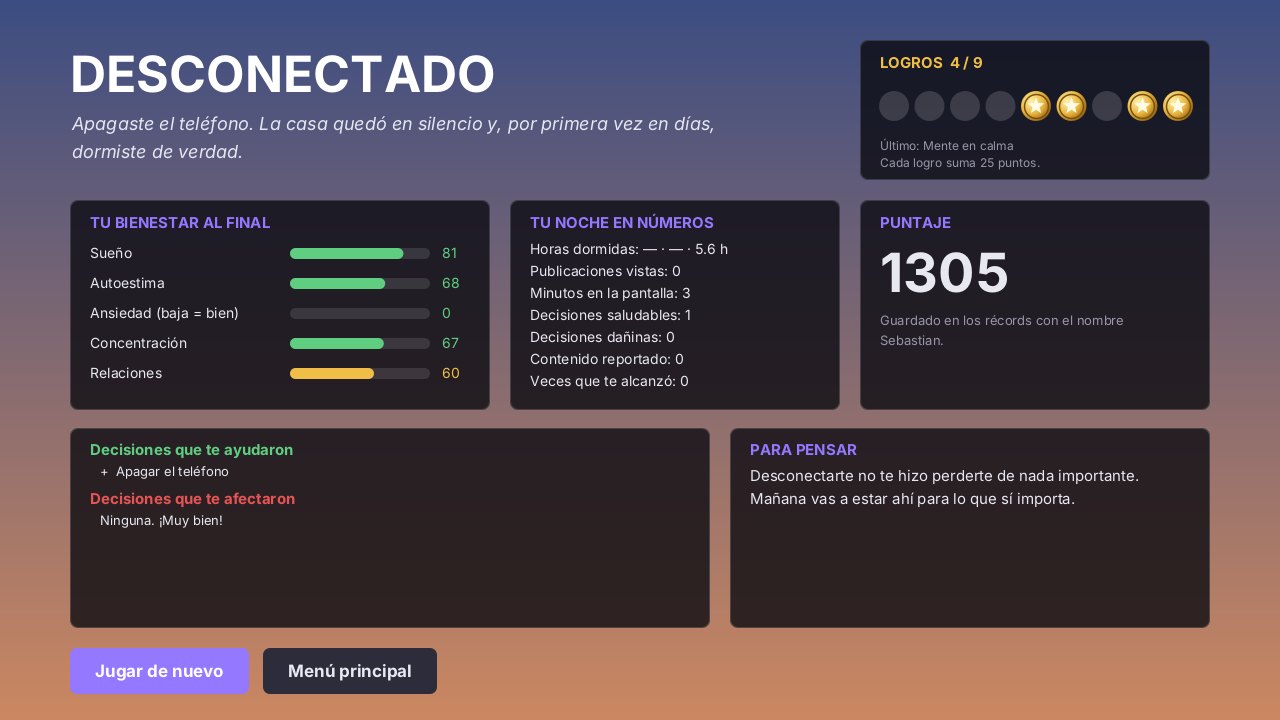 DESCONECTADO
Apagaste el teléfono. La casa quedó en silencio y, por primera vez en días,
dormiste de verdad.
LOGROS 4 / 9
Último: Mente en calma
Cada logro suma 25 puntos.
TU BIENESTAR AL FINAL
Sueño 81
Autoestima 68
Ansiedad (baja = bien) 0
Concentración 67
Relaciones 60
TU NOCHE EN NÚMEROS
Horas dormidas: — · — · 5.6 h
Publicaciones vistas: 0
Minutos en la pantalla: 3
Decisiones saludables: 1
Decisiones dañinas: 0
Contenido reportado: 0
Veces que te alcanzó: 0
PUNTAJE
1305
Guardado en los récords con el nombre
Sebastian.
Decisiones que te ayudaron
+ Apagar el teléfono
Decisiones que te afectaron
Ninguna. ¡Muy bien!
PARA PENSAR
Desconectarte no te hizo perderte de nada importante.
Mañana vas a estar ahí para lo que sí importa.
Jugar de nuevo
Menú principal